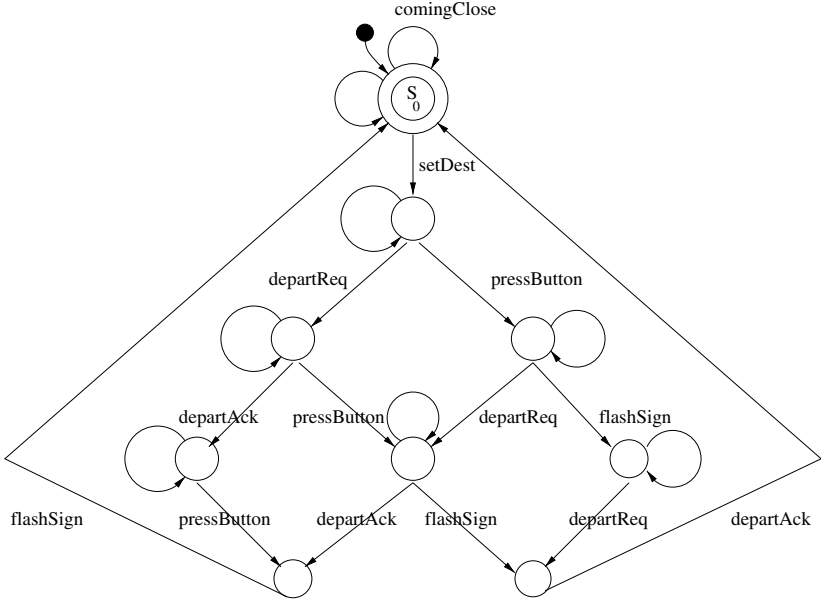 comingClose
S
0
setDest
departReq
pressButton
departAck
pressButton
departReq
flashSign
flashSign
pressButton
departAck
flashSign
departReq
departAck